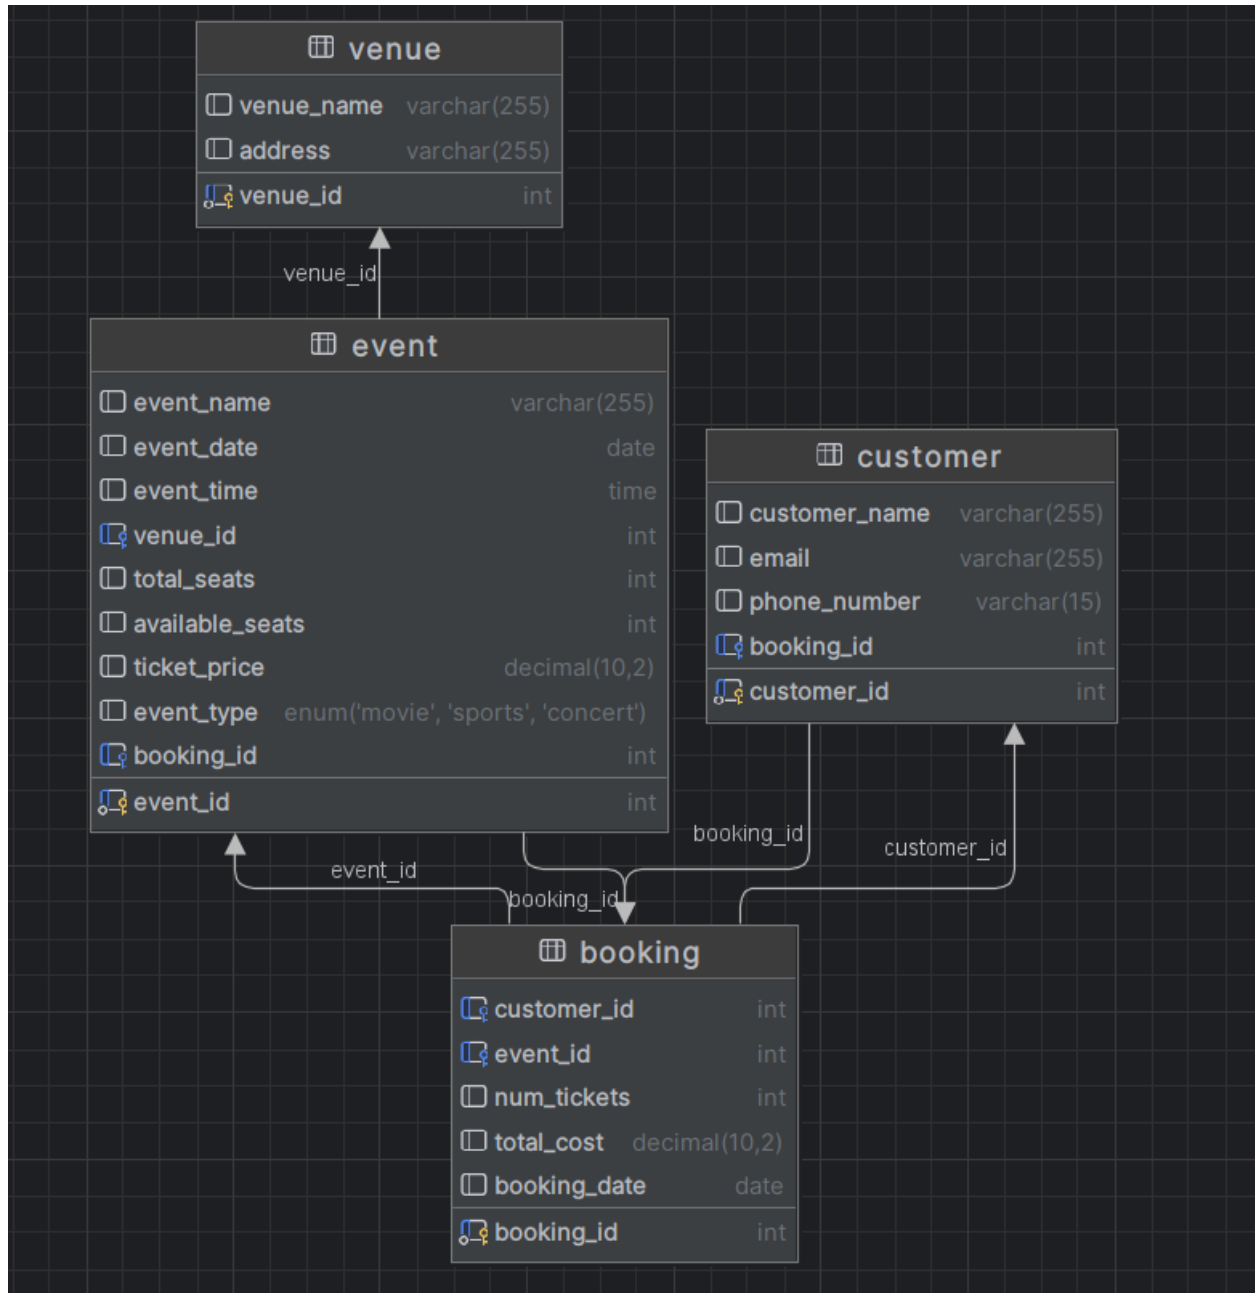 venue
venue_name varchar(255)
address varchar(255)
venue_id int
venue_id
event
event_name varchar(255)
event_date date
event_time time
venue_id int
total_seats int
available_seats int
ticket_price decimal(10,2)
event_type enum('movie', 'sports', 'concert')
booking_id int
event_id int
customer
customer_name varchar(255)
email varchar(255)
phone_number varchar(15)
booking_id int
customer_id int
booking_id
customer_id
event_id
booking_id
booking
customer_id int
event_id int
num_tickets int
total_cost decimal(10,2)
booking_date date
booking_id int